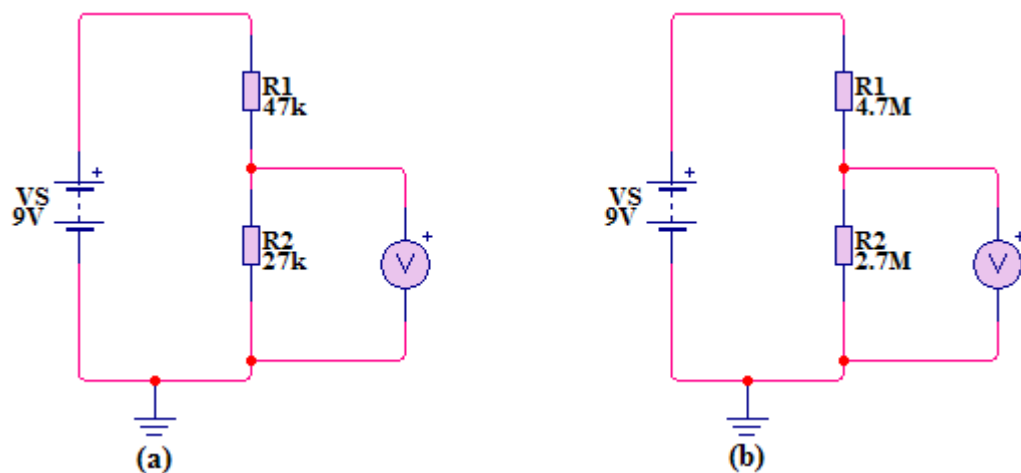 R1
47k
+
VS
9V
R2
27k
+
V
(a)
R1
4.7M
+
VS
9V
R2
2.7M
+
V
(b)